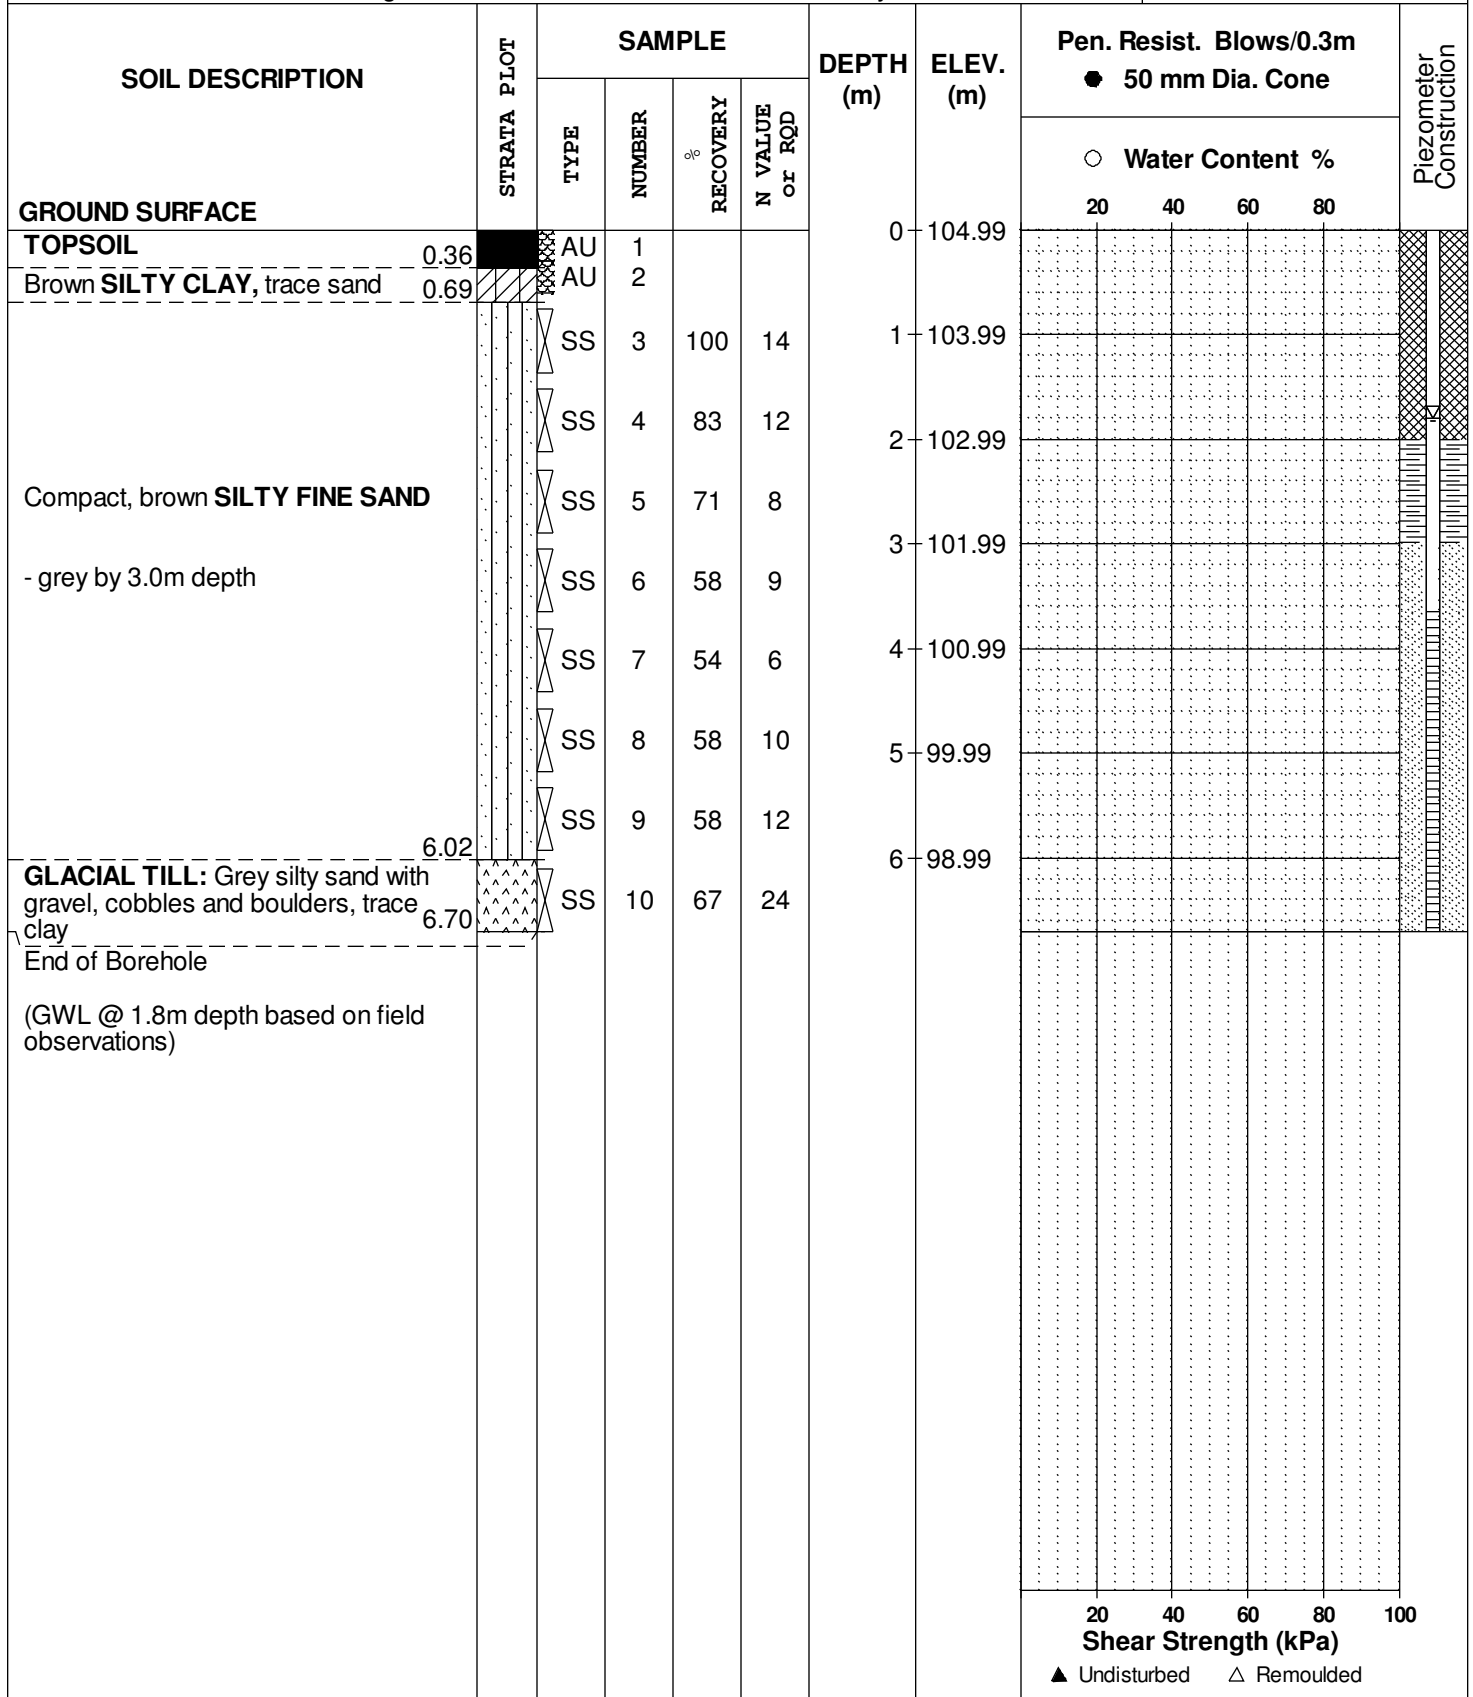 SOIL DESCRIPTION
GROUND SURFACE
STRATA PLOT
SAMPLE
TYPE
NUMBER
% RECOVERY
N VALUE or RQD
DEPTH (m)
ELEV. (m)
Pen. Resist. Blows/0.3m
● 50 mm Dia. Cone
○ Water Content %
20 40 60 80
Piezometer Construction
TOPSOIL 0.36
AU 1
0 104.99
Brown SILTY CLAY, trace sand 0.69
AU 2
SS 3 100 14
1 103.99
SS 4 83 12
2 102.99
Compact, brown SILTY FINE SAND
SS 5 71 8
3 101.99
- grey by 3.0m depth
SS 6 58 9
4 100.99
SS 7 54 6
SS 8 58 10
5 99.99
SS 9 58 12
6.02
6 98.99
GLACIAL TILL: Grey silty sand with
gravel, cobbles and boulders, trace
clay
6.70
SS 10 67 24
End of Borehole
(GWL @ 1.8m depth based on field
observations)
20 40 60 80 100
Shear Strength (kPa)
▲ Undisturbed △ Remoulded